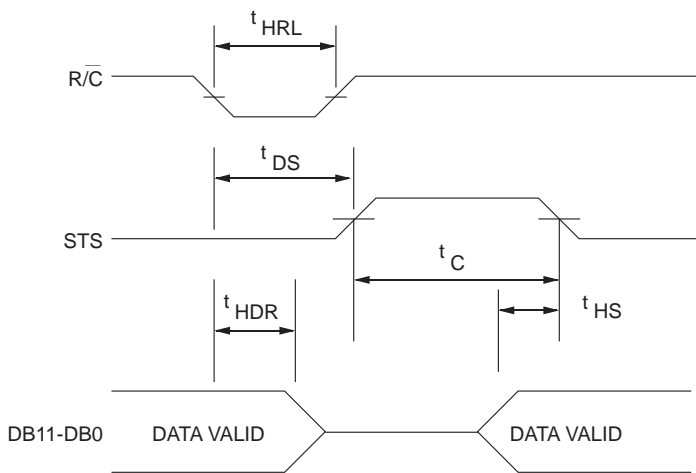 t HRL
R/C̅
t DS
STS
t C
t HDR
t HS
DB11-DB0 DATA VALID DATA VALID